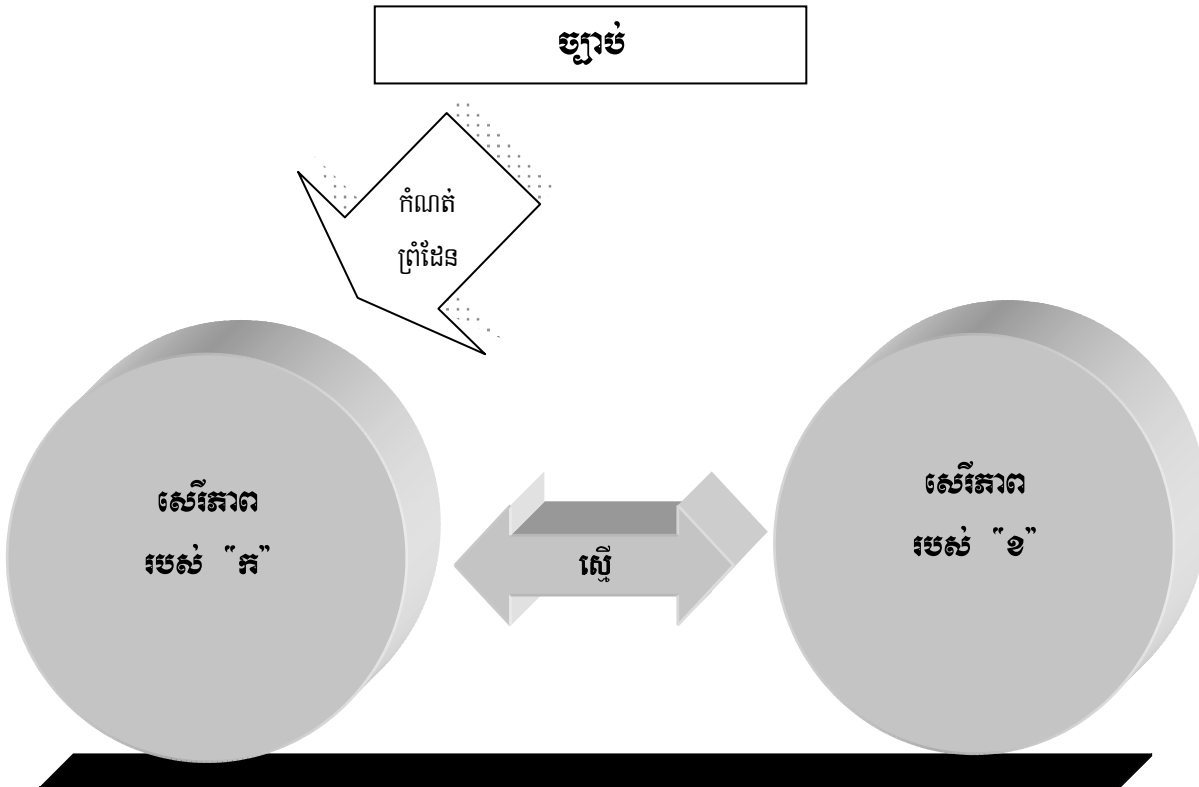 ច្បាប់
កំណត់
ព្រំដែន
សេរីភាព
របស់ “ក”
ស្មើ
សេរីភាព
របស់ “ខ”